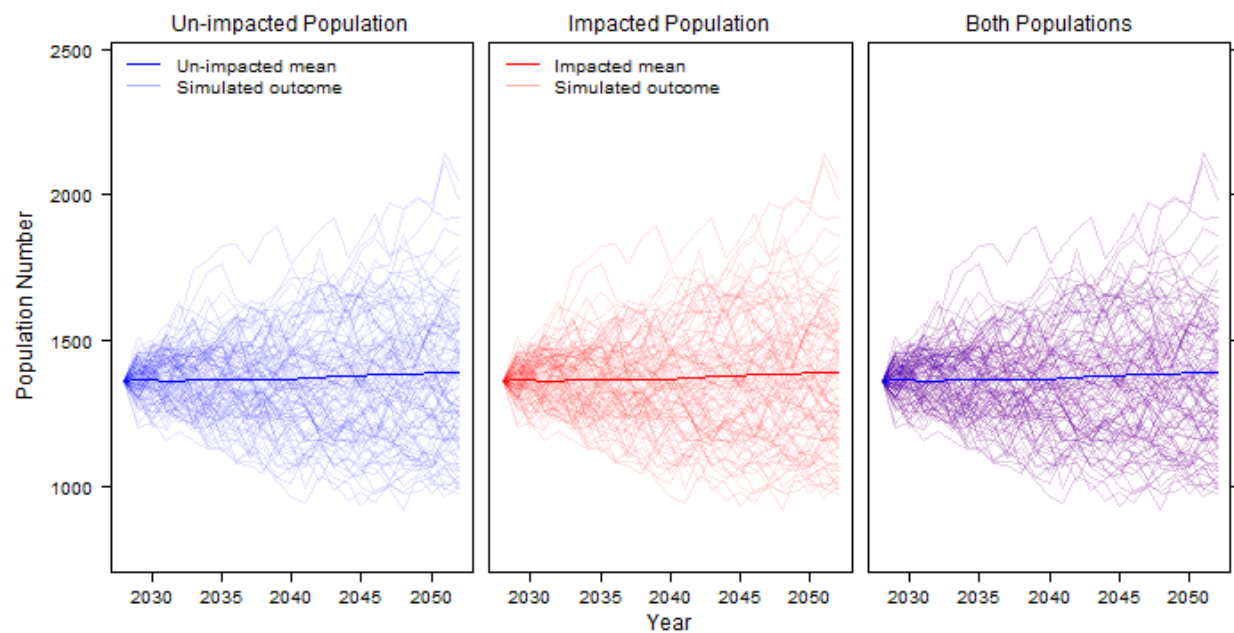 Un-impacted Population
Impacted Population
Both Populations
Un-impacted mean
Simulated outcome
Impacted mean
Simulated outcome
Population Number
2500
2000
1500
1000
2030 2035 2040 2045 2050
2030 2035 2040 2045 2050
2030 2035 2040 2045 2050
Year